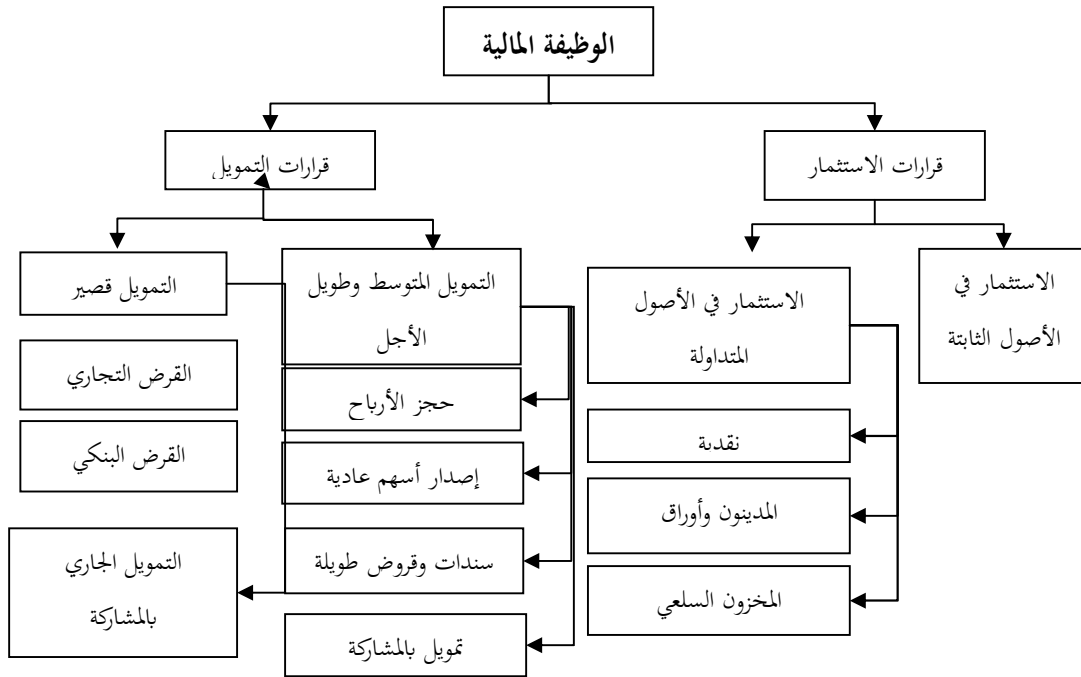 الوظيفة المالية
قرارات الاستثمار
قرارات التمويل
الاستثمار في
الأصول الثابتة
الاستثمار في الأصول
المتداولة
نقدية
المدينون وأوراق
المخزون السلعي
التمويل المتوسط وطويل
الأجل
حجز الأرباح
إصدار أسهم عادية
سندات وقروض طويلة
تمويل بالمشاركة
التمويل قصير
القرض التجاري
القرض البنكي
التمويل الجاري
بالمشاركة